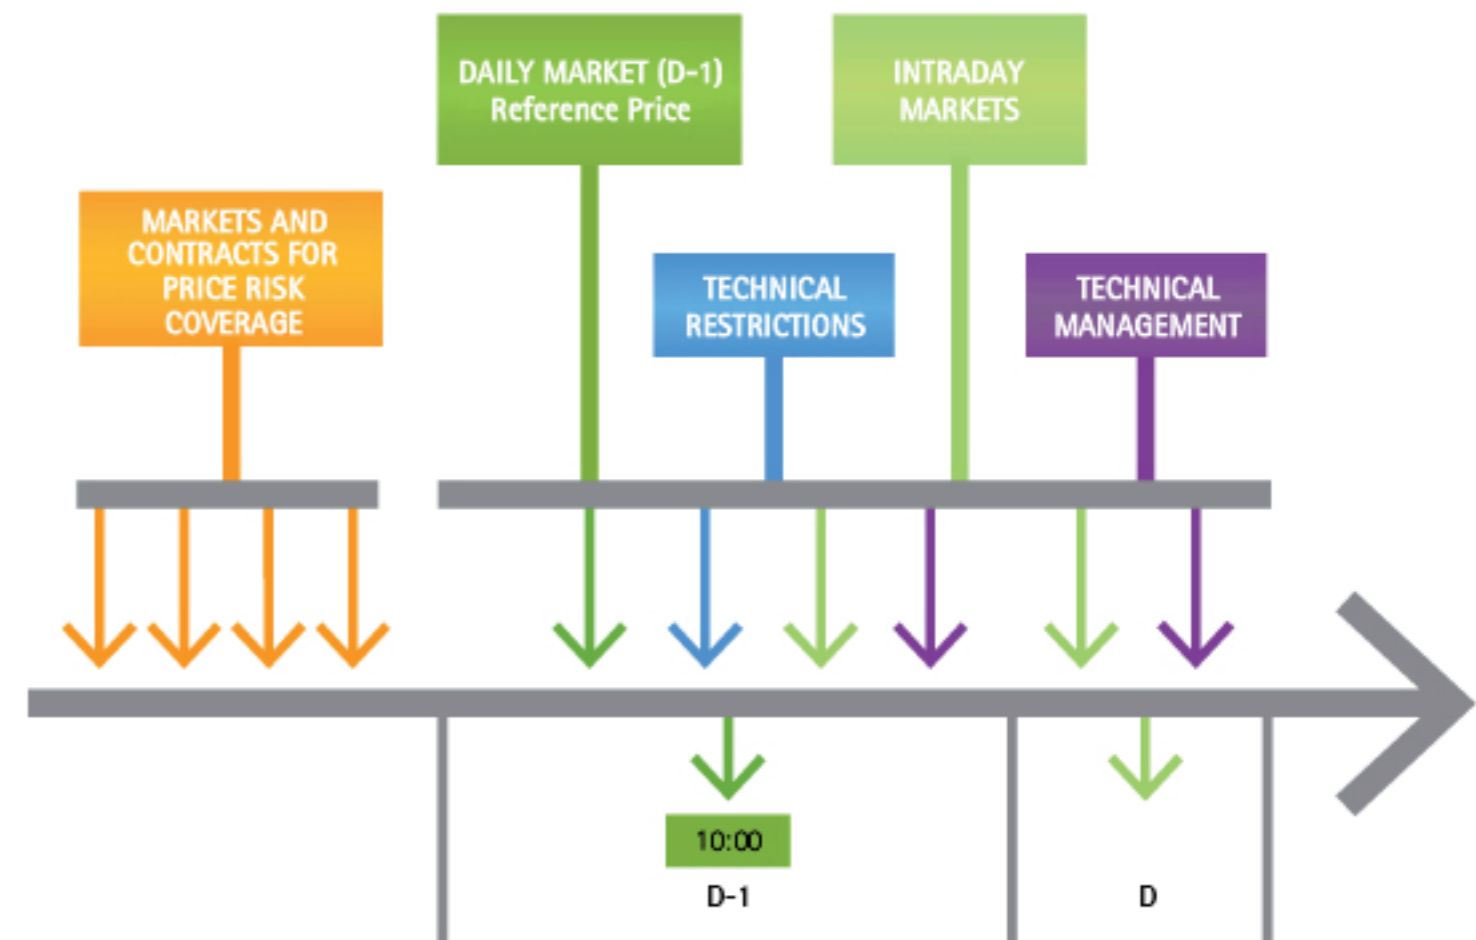 DAILY MARKET (D-1)
Reference Price
INTRADAY
MARKETS
MARKETS AND
CONTRACTS FOR
PRICE RISK
COVERAGE
TECHNICAL
RESTRICTIONS
TECHNICAL
MANAGEMENT
10:00
D-1
D